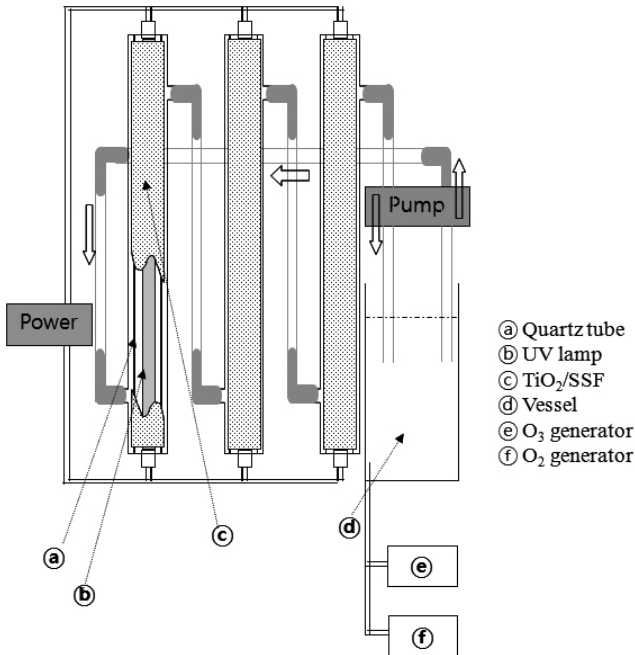 Pump
Power
ⓐ Quartz tube
ⓑ UV lamp
ⓒ TiO₂/SSF
ⓓ Vessel
ⓔ O₃ generator
ⓕ O₂ generator
ⓒ
ⓓ
ⓐ
ⓑ
ⓔ
ⓕ